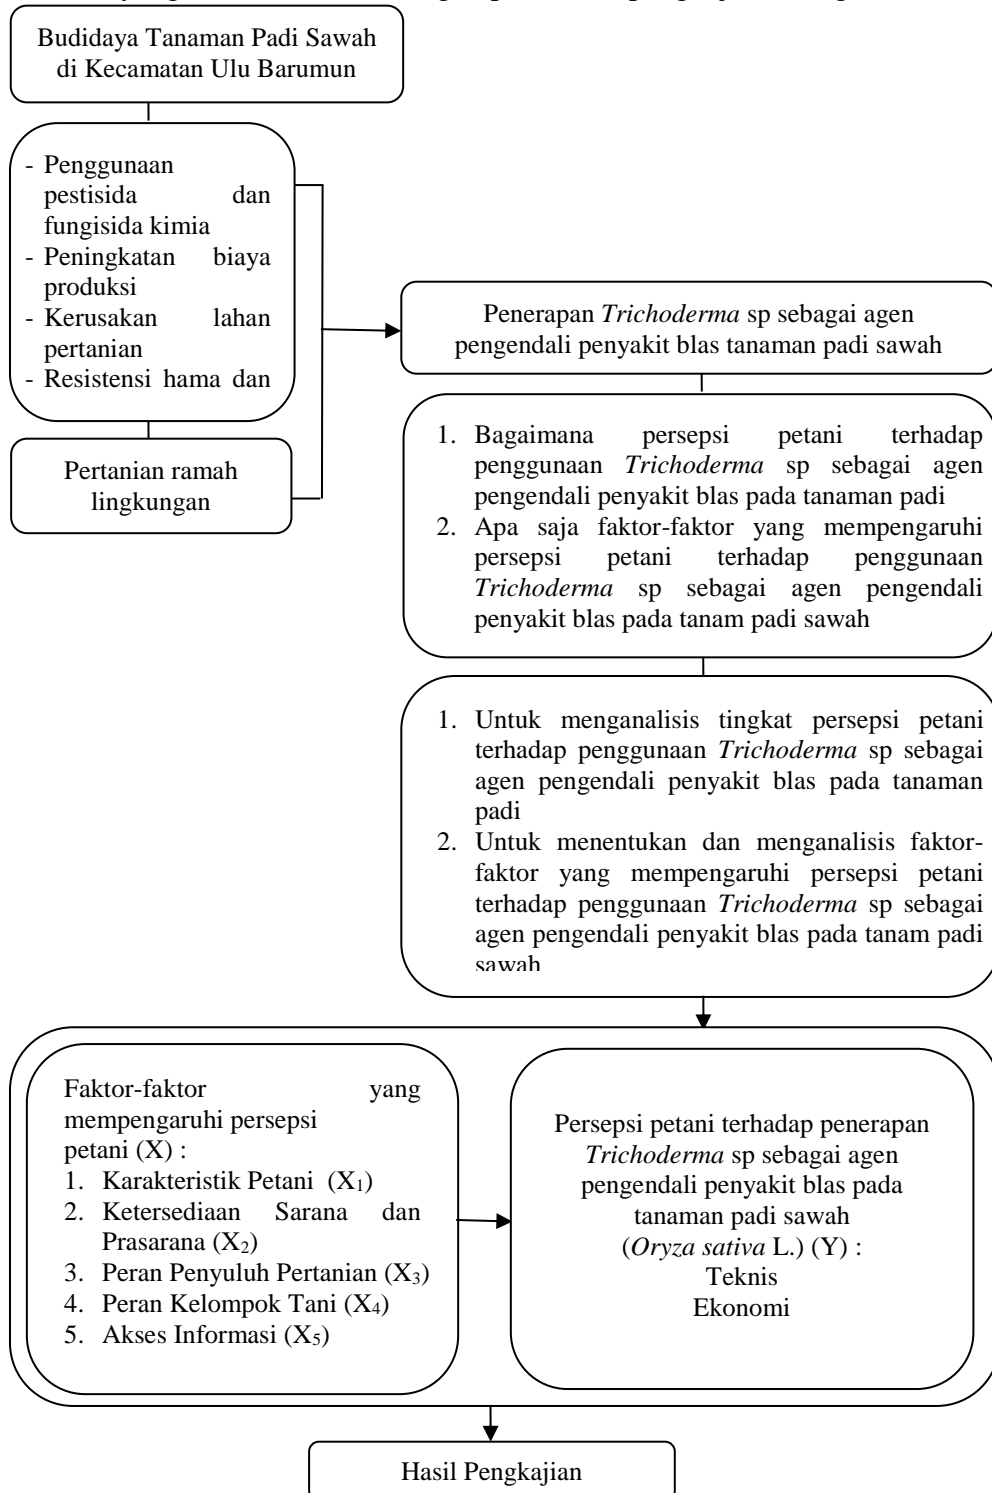 Budidaya Tanaman Padi Sawah
di Kecamatan Ulu Barumun
- Penggunaan
pestisida dan
fungisida kimia
- Peningkatan biaya
produksi
- Kerusakan lahan
pertanian
- Resistensi hama dan
Pertanian ramah
lingkungan
Penerapan Trichoderma sp sebagai agen
pengendali penyakit blas tanaman padi sawah
1. Bagaimana persepsi petani terhadap
penggunaan Trichoderma sp sebagai agen
pengendali penyakit blas pada tanaman padi
2. Apa saja faktor-faktor yang mempengaruhi
persepsi petani terhadap penggunaan
Trichoderma sp sebagai agen pengendali
penyakit blas pada tanam padi sawah
1. Untuk menganalisis tingkat persepsi petani
terhadap penggunaan Trichoderma sp sebagai
agen pengendali penyakit blas pada tanaman
padi
2. Untuk menentukan dan menganalisis faktor-
faktor yang mempengaruhi persepsi petani
terhadap penggunaan Trichoderma sp sebagai
agen pengendali penyakit blas pada tanam padi
sawah
Faktor-faktor yang
mempengaruhi persepsi
petani (X) :
1. Karakteristik Petani (X₁)
2. Ketersediaan Sarana dan
Prasarana (X₂)
3. Peran Penyuluh Pertanian (X₃)
4. Peran Kelompok Tani (X₄)
5. Akses Informasi (X₅)
Persepsi petani terhadap penerapan
Trichoderma sp sebagai agen
pengendali penyakit blas pada
tanaman padi sawah
(Oryza sativa L.) (Y) :
Teknis
Ekonomi
Hasil Pengkajian